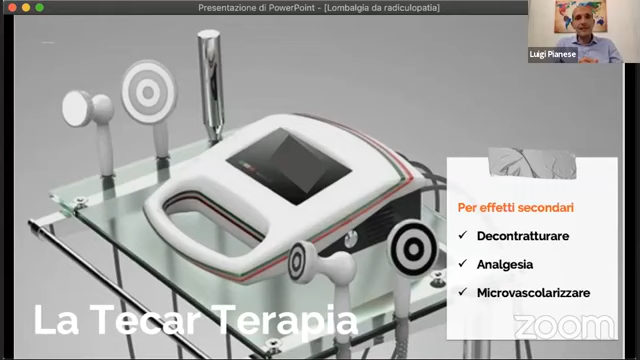 Presentazione di PowerPoint - [Lombalgia da radiculopatia]
Luigi Pianese
Per effetti secondari
✓ Decontratturare
✓ Analgesia
✓ Microvascolarizzare
La Tecar Terapia
zoom